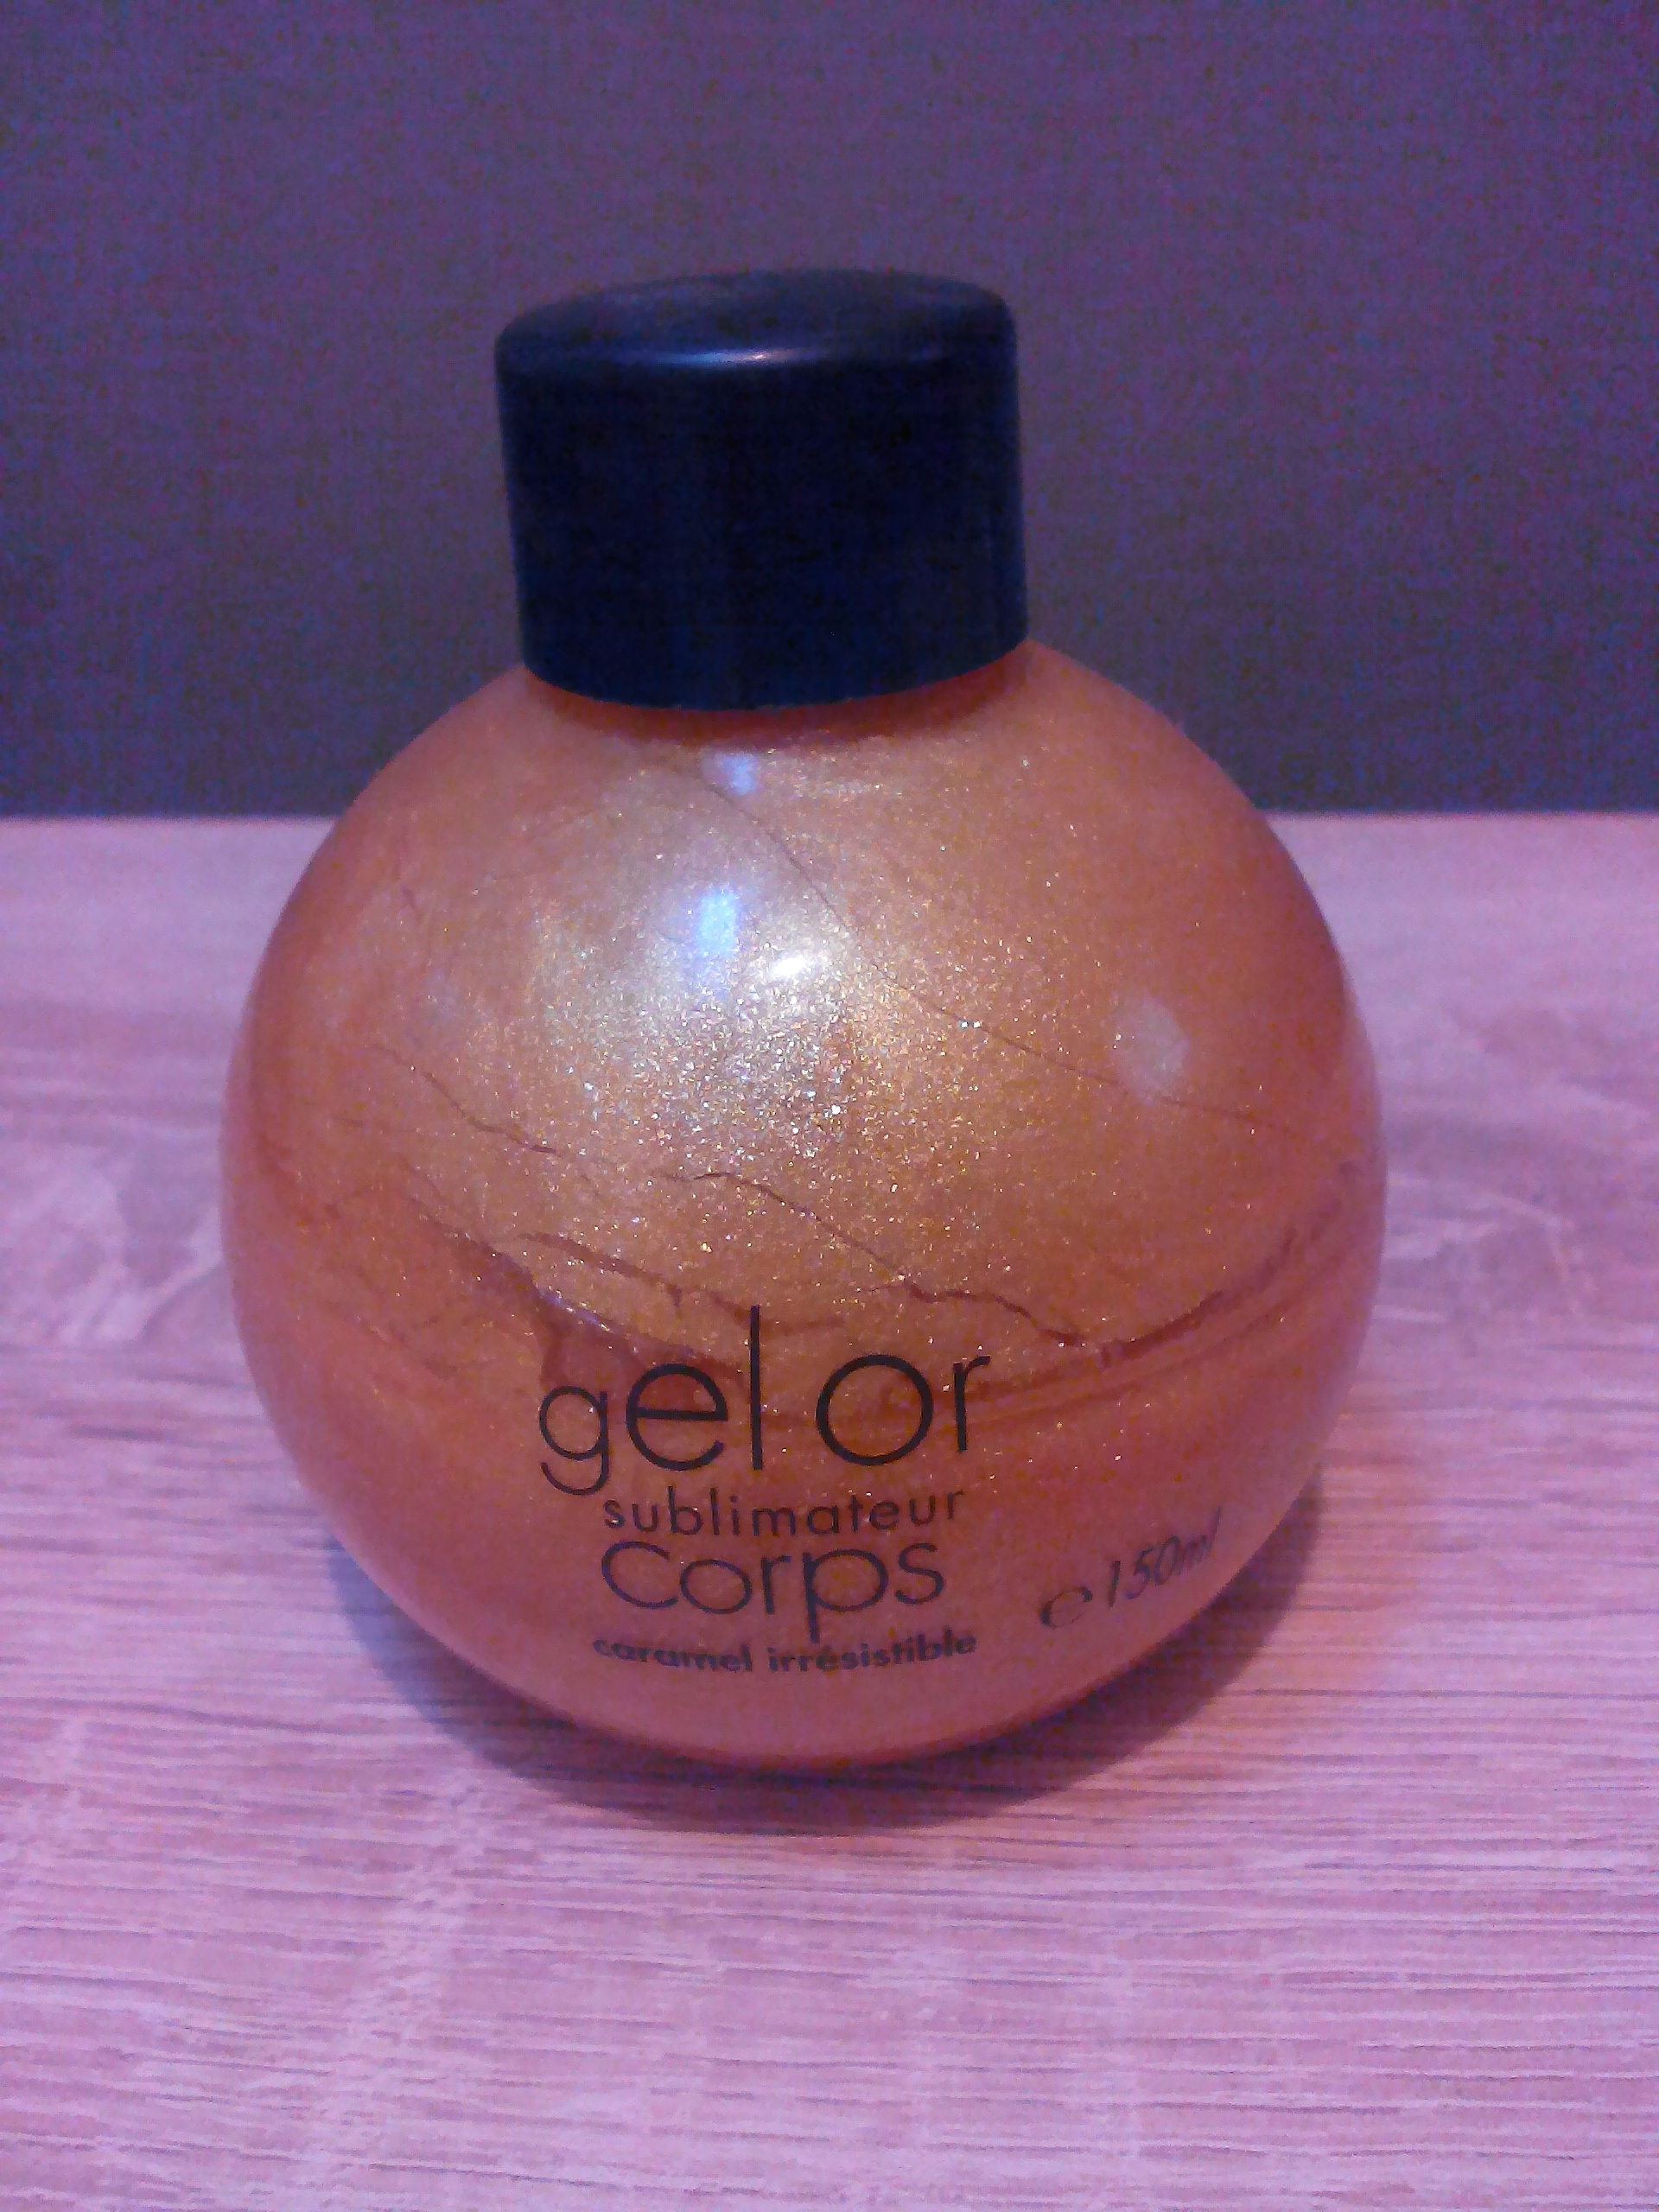 gel or
sublimateur
corps
caramel irrésistible
℮ 150ml